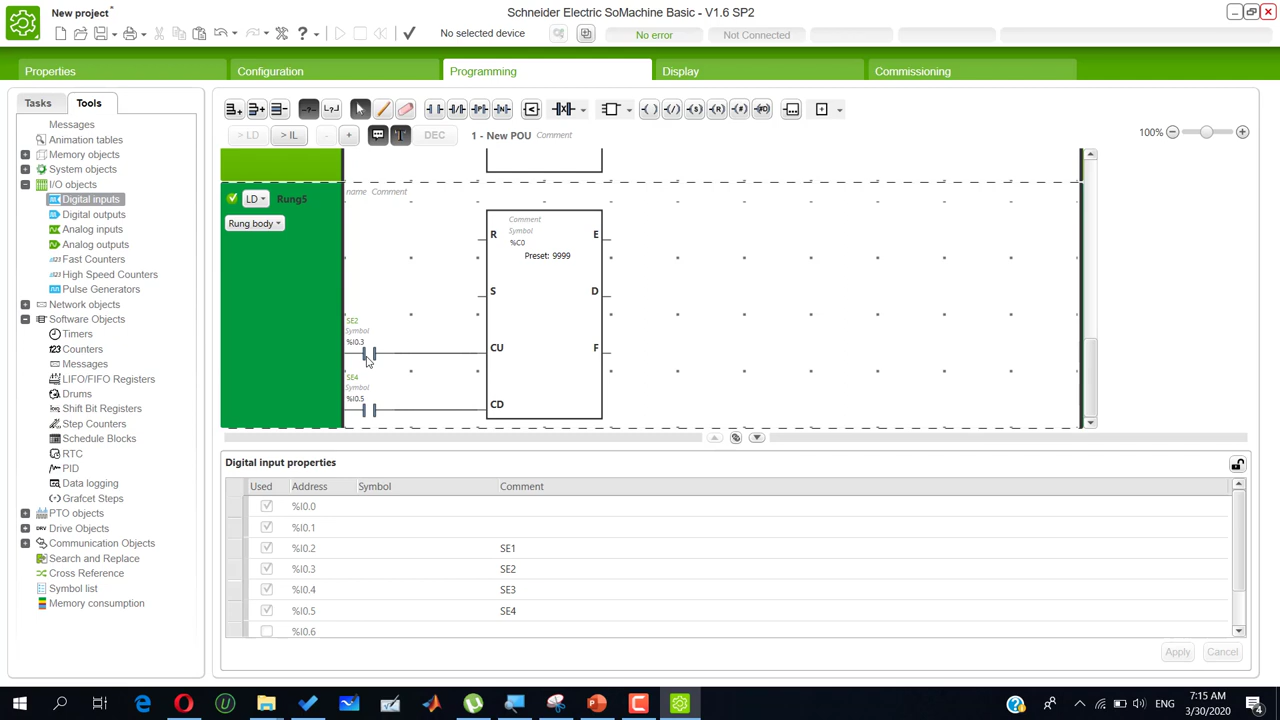 New project*
Schneider Electric SoMachine Basic - V1.6 SP2
No selected device
No error
Not Connected
Properties
Configuration
Programming
Display
Commissioning
Tasks
Tools
Messages
Animation tables
Memory objects
System objects
I/O objects
Digital inputs
Digital outputs
Analog inputs
Analog outputs
Fast Counters
High Speed Counters
Pulse Generators
Network objects
Software Objects
Timers
Counters
Messages
LIFO/FIFO Registers
Drums
Shift Bit Registers
Step Counters
Schedule Blocks
RTC
PID
Data logging
Grafcet Steps
PTO objects
Drive Objects
Communication Objects
Search and Replace
Cross Reference
Symbol list
Memory consumption
> LD
> IL
-
+
DEC
1 - New POU Comment
100%
LD
Rung5
Rung body
name Comment
Comment
Symbol
%C0
Preset: 9999
R
E
S
D
CU
F
CD
SE2
Symbol
%I0.3
SE4
Symbol
%I0.5
Digital input properties
Used Address Symbol Comment
%I0.0
%I0.1
%I0.2 SE1
%I0.3 SE2
%I0.4 SE3
%I0.5 SE4
%I0.6
Apply
Cancel
7:15 AM
3/30/2020
4